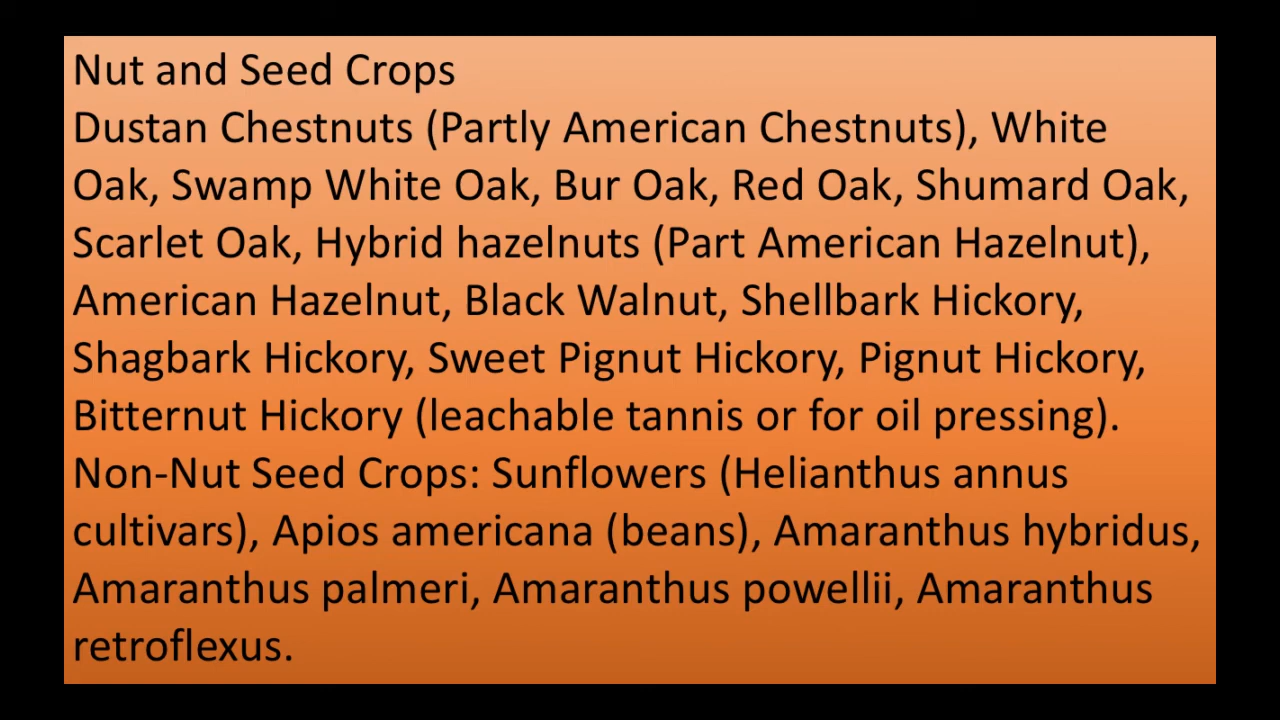 Nut and Seed Crops
Dustan Chestnuts (Partly American Chestnuts), White
Oak, Swamp White Oak, Bur Oak, Red Oak, Shumard Oak,
Scarlet Oak, Hybrid hazelnuts (Part American Hazelnut),
American Hazelnut, Black Walnut, Shellbark Hickory,
Shagbark Hickory, Sweet Pignut Hickory, Pignut Hickory,
Bitternut Hickory (leachable tannis or for oil pressing).
Non-Nut Seed Crops: Sunflowers (Helianthus annus
cultivars), Apios americana (beans), Amaranthus hybridus,
Amaranthus palmeri, Amaranthus powellii, Amaranthus
retroflexus.